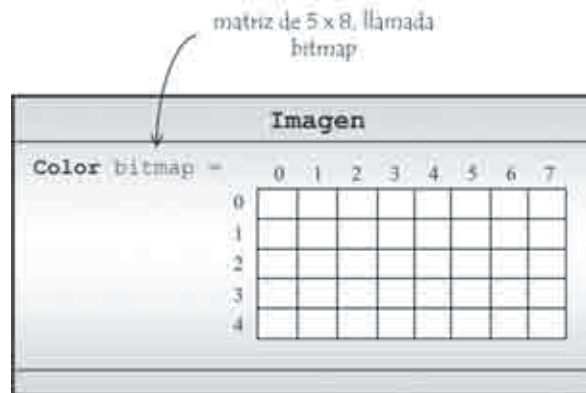 matriz de 5 x 8, llamada
bitmap
Imagen
Color bitmap =
0 1 2 3 4 5 6 7
0
1
2
3
4